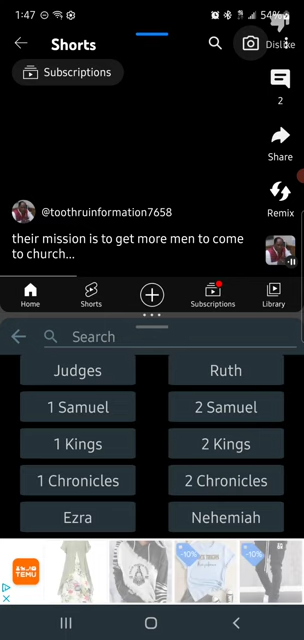 1:47
54%
Shorts
Subscriptions
Dislike
2
Share
Remix
@toothruinformation7658
their mission is to get more men to come
to church...
Home
Shorts
Subscriptions
Library
Search
Judges
Ruth
1 Samuel
2 Samuel
1 Kings
2 Kings
1 Chronicles
2 Chronicles
Ezra
Nehemiah
TEMU
-10%
-10%